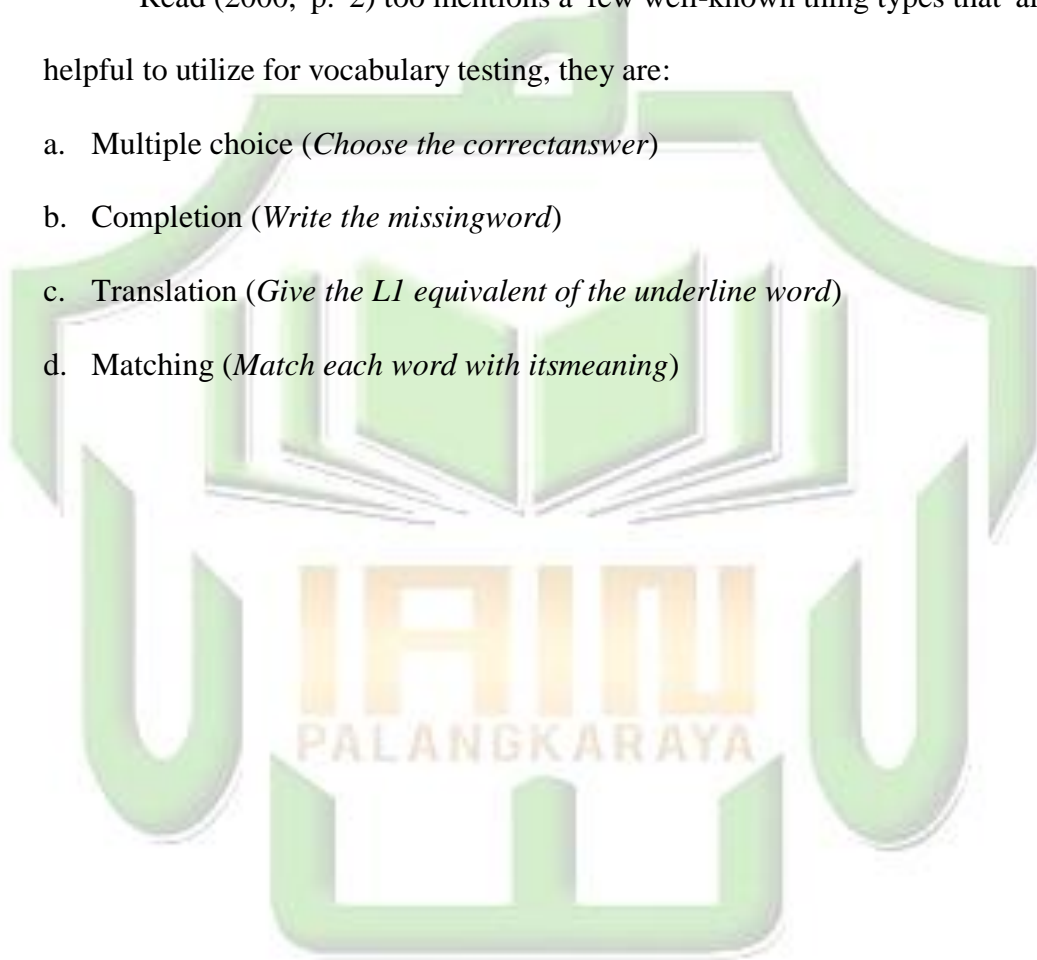 Read (2000, p. 2) too mentions a few well-known thing types that
helpful to utilize for vocabulary testing, they are:
a. Multiple choice (Choose the correctanswer)
b. Completion (Write the missingword)
c. Translation (Give the L1 equivalent of the underline word)
d. Matching (Match each word with itsmeaning)
IAIN
PALANGKARAYA